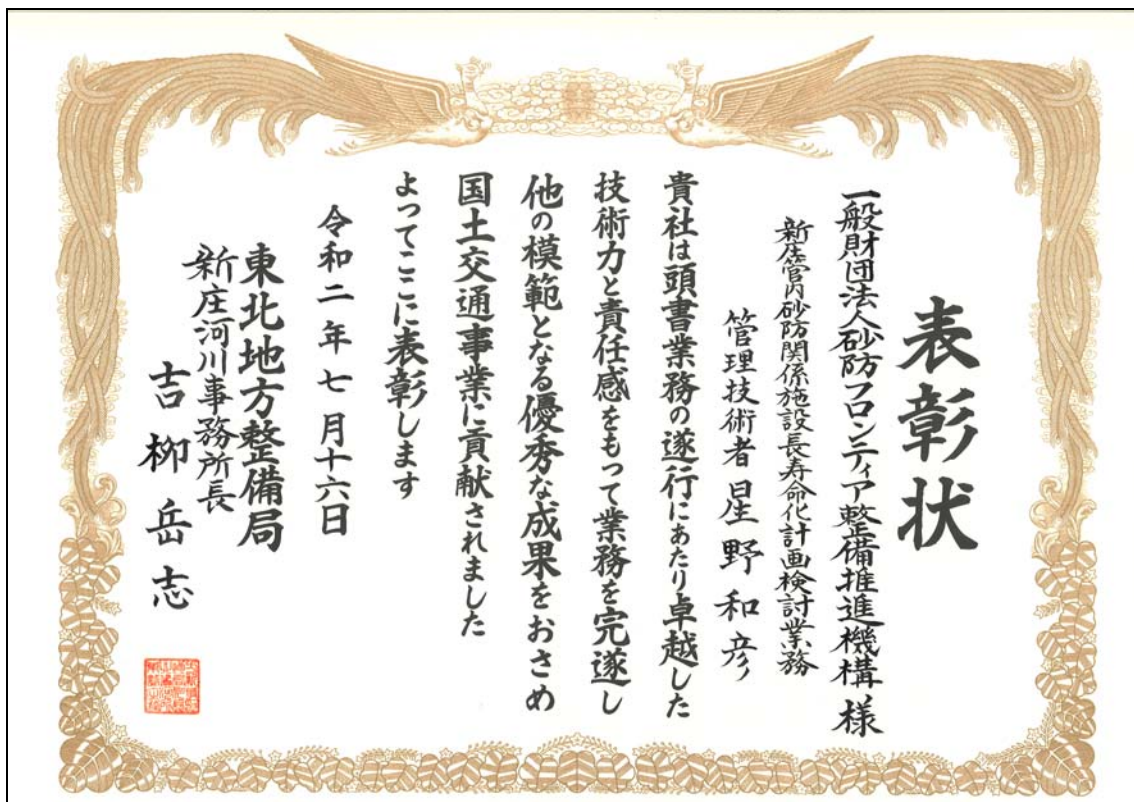 表彰状
一般財団法人砂防フロンティア整備推進機構様
新庄管内砂防関係施設長寿命化計画検討業務
管理技術者 星野和彦
貴社は頭書業務の遂行にあたり卓越した
技術力と責任感をもって業務を完遂し
他の模範となる優秀な成果をおさめ
国土交通事業に貢献されました
よってここに表彰します
令和二年七月十六日
東北地方整備局
新庄河川事務所長
吉柳岳志